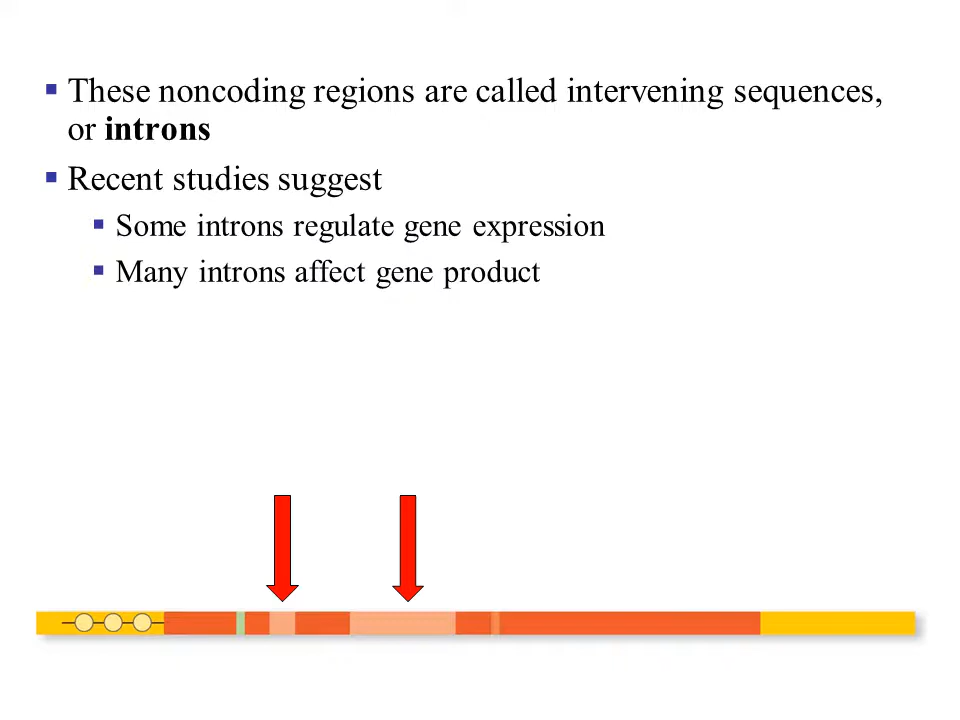 These noncoding regions are called intervening sequences,
or introns
Recent studies suggest
Some introns regulate gene expression
Many introns affect gene product